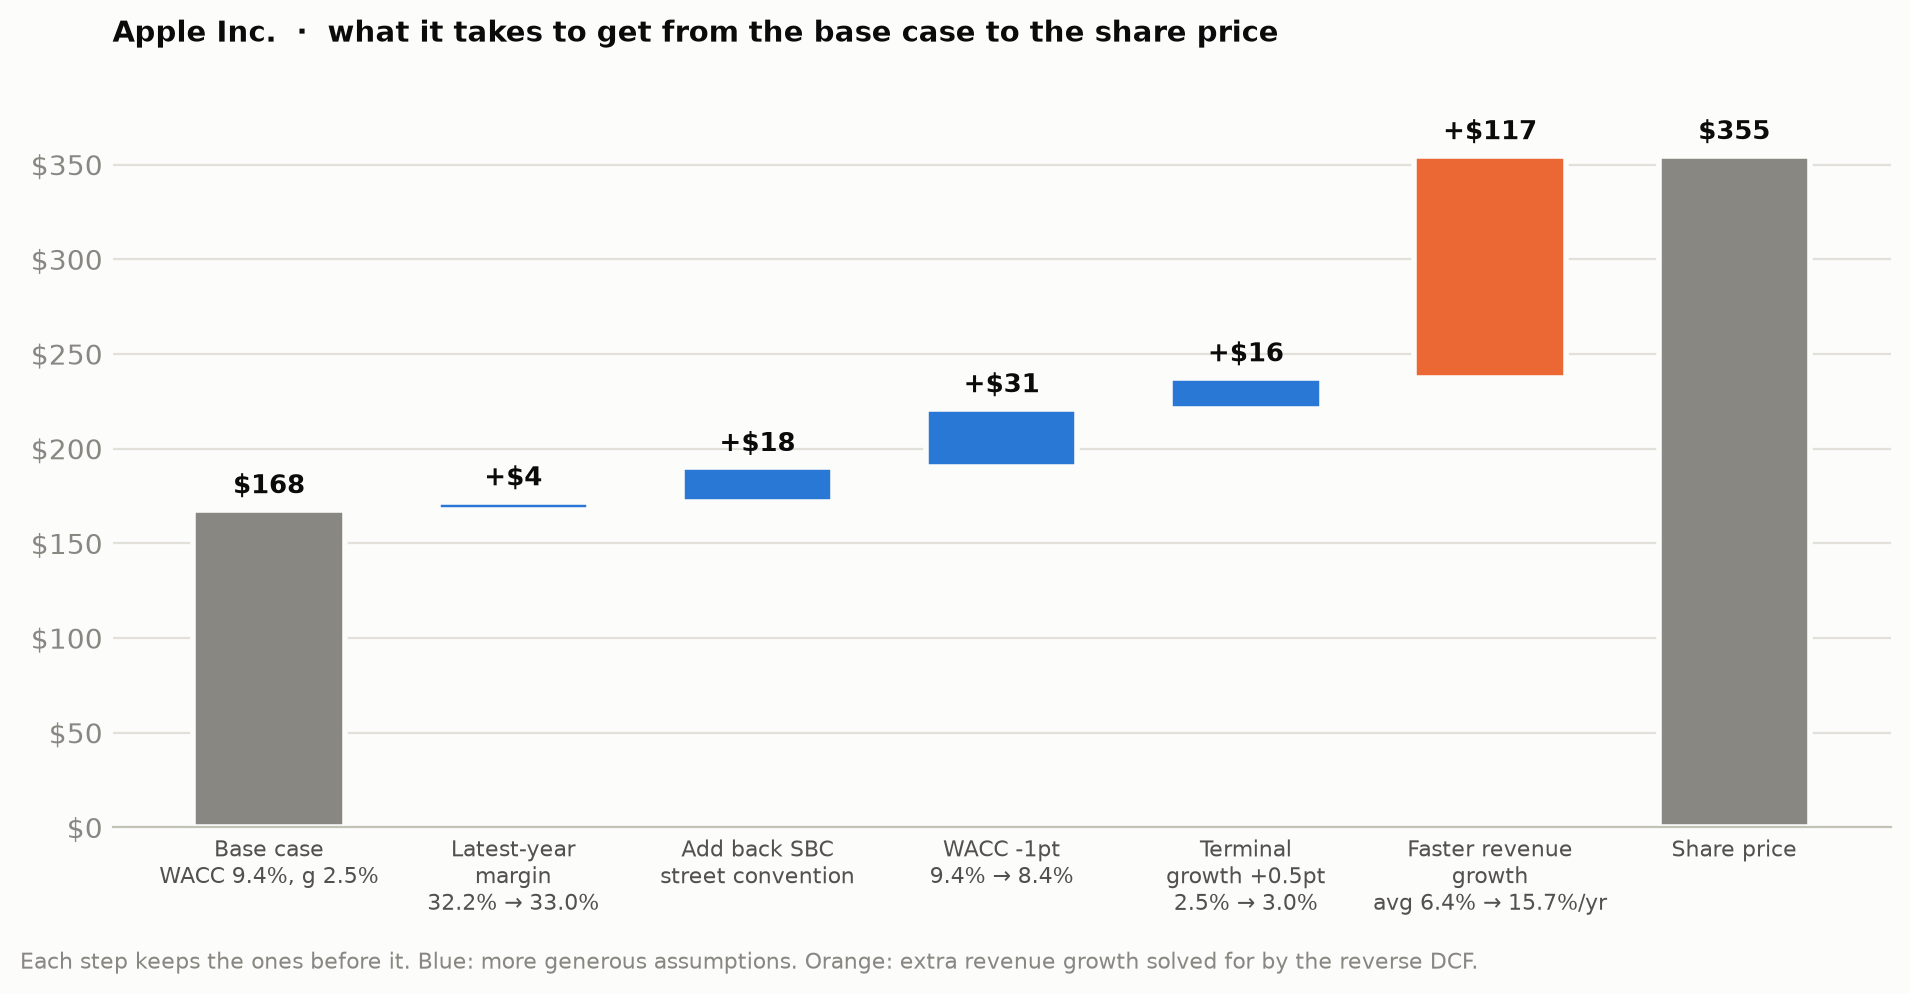 Apple Inc.  ·  what it takes to get from the base case to the share price
$350
$300
$250
$200
$150
$100
$50
$0
$168
+$4
+$18
+$31
+$16
+$117
$355
Base case
WACC 9.4%, g 2.5%
Latest-year
margin
32.2% → 33.0%
Add back SBC
street convention
WACC -1pt
9.4% → 8.4%
Terminal
growth +0.5pt
2.5% → 3.0%
Faster revenue
growth
avg 6.4% → 15.7%/yr
Share price
Each step keeps the ones before it. Blue: more generous assumptions. Orange: extra revenue growth solved for by the reverse DCF.